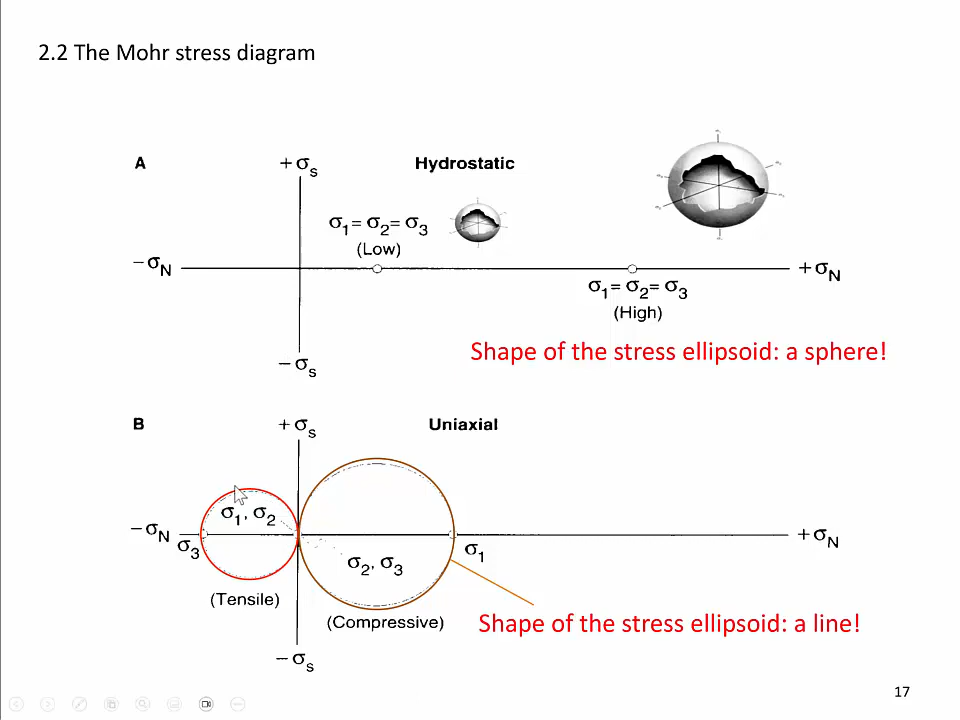 2.2 The Mohr stress diagram
A
+σs
Hydrostatic
σ1= σ2= σ3
(Low)
−σN
+σN
σ1= σ2= σ3
(High)
−σs
Shape of the stress ellipsoid: a sphere!
B
+σs
Uniaxial
σ1, σ2
−σN
+σN
σ3
σ1
σ2, σ3
(Tensile)
(Compressive)
Shape of the stress ellipsoid: a line!
−σs
17